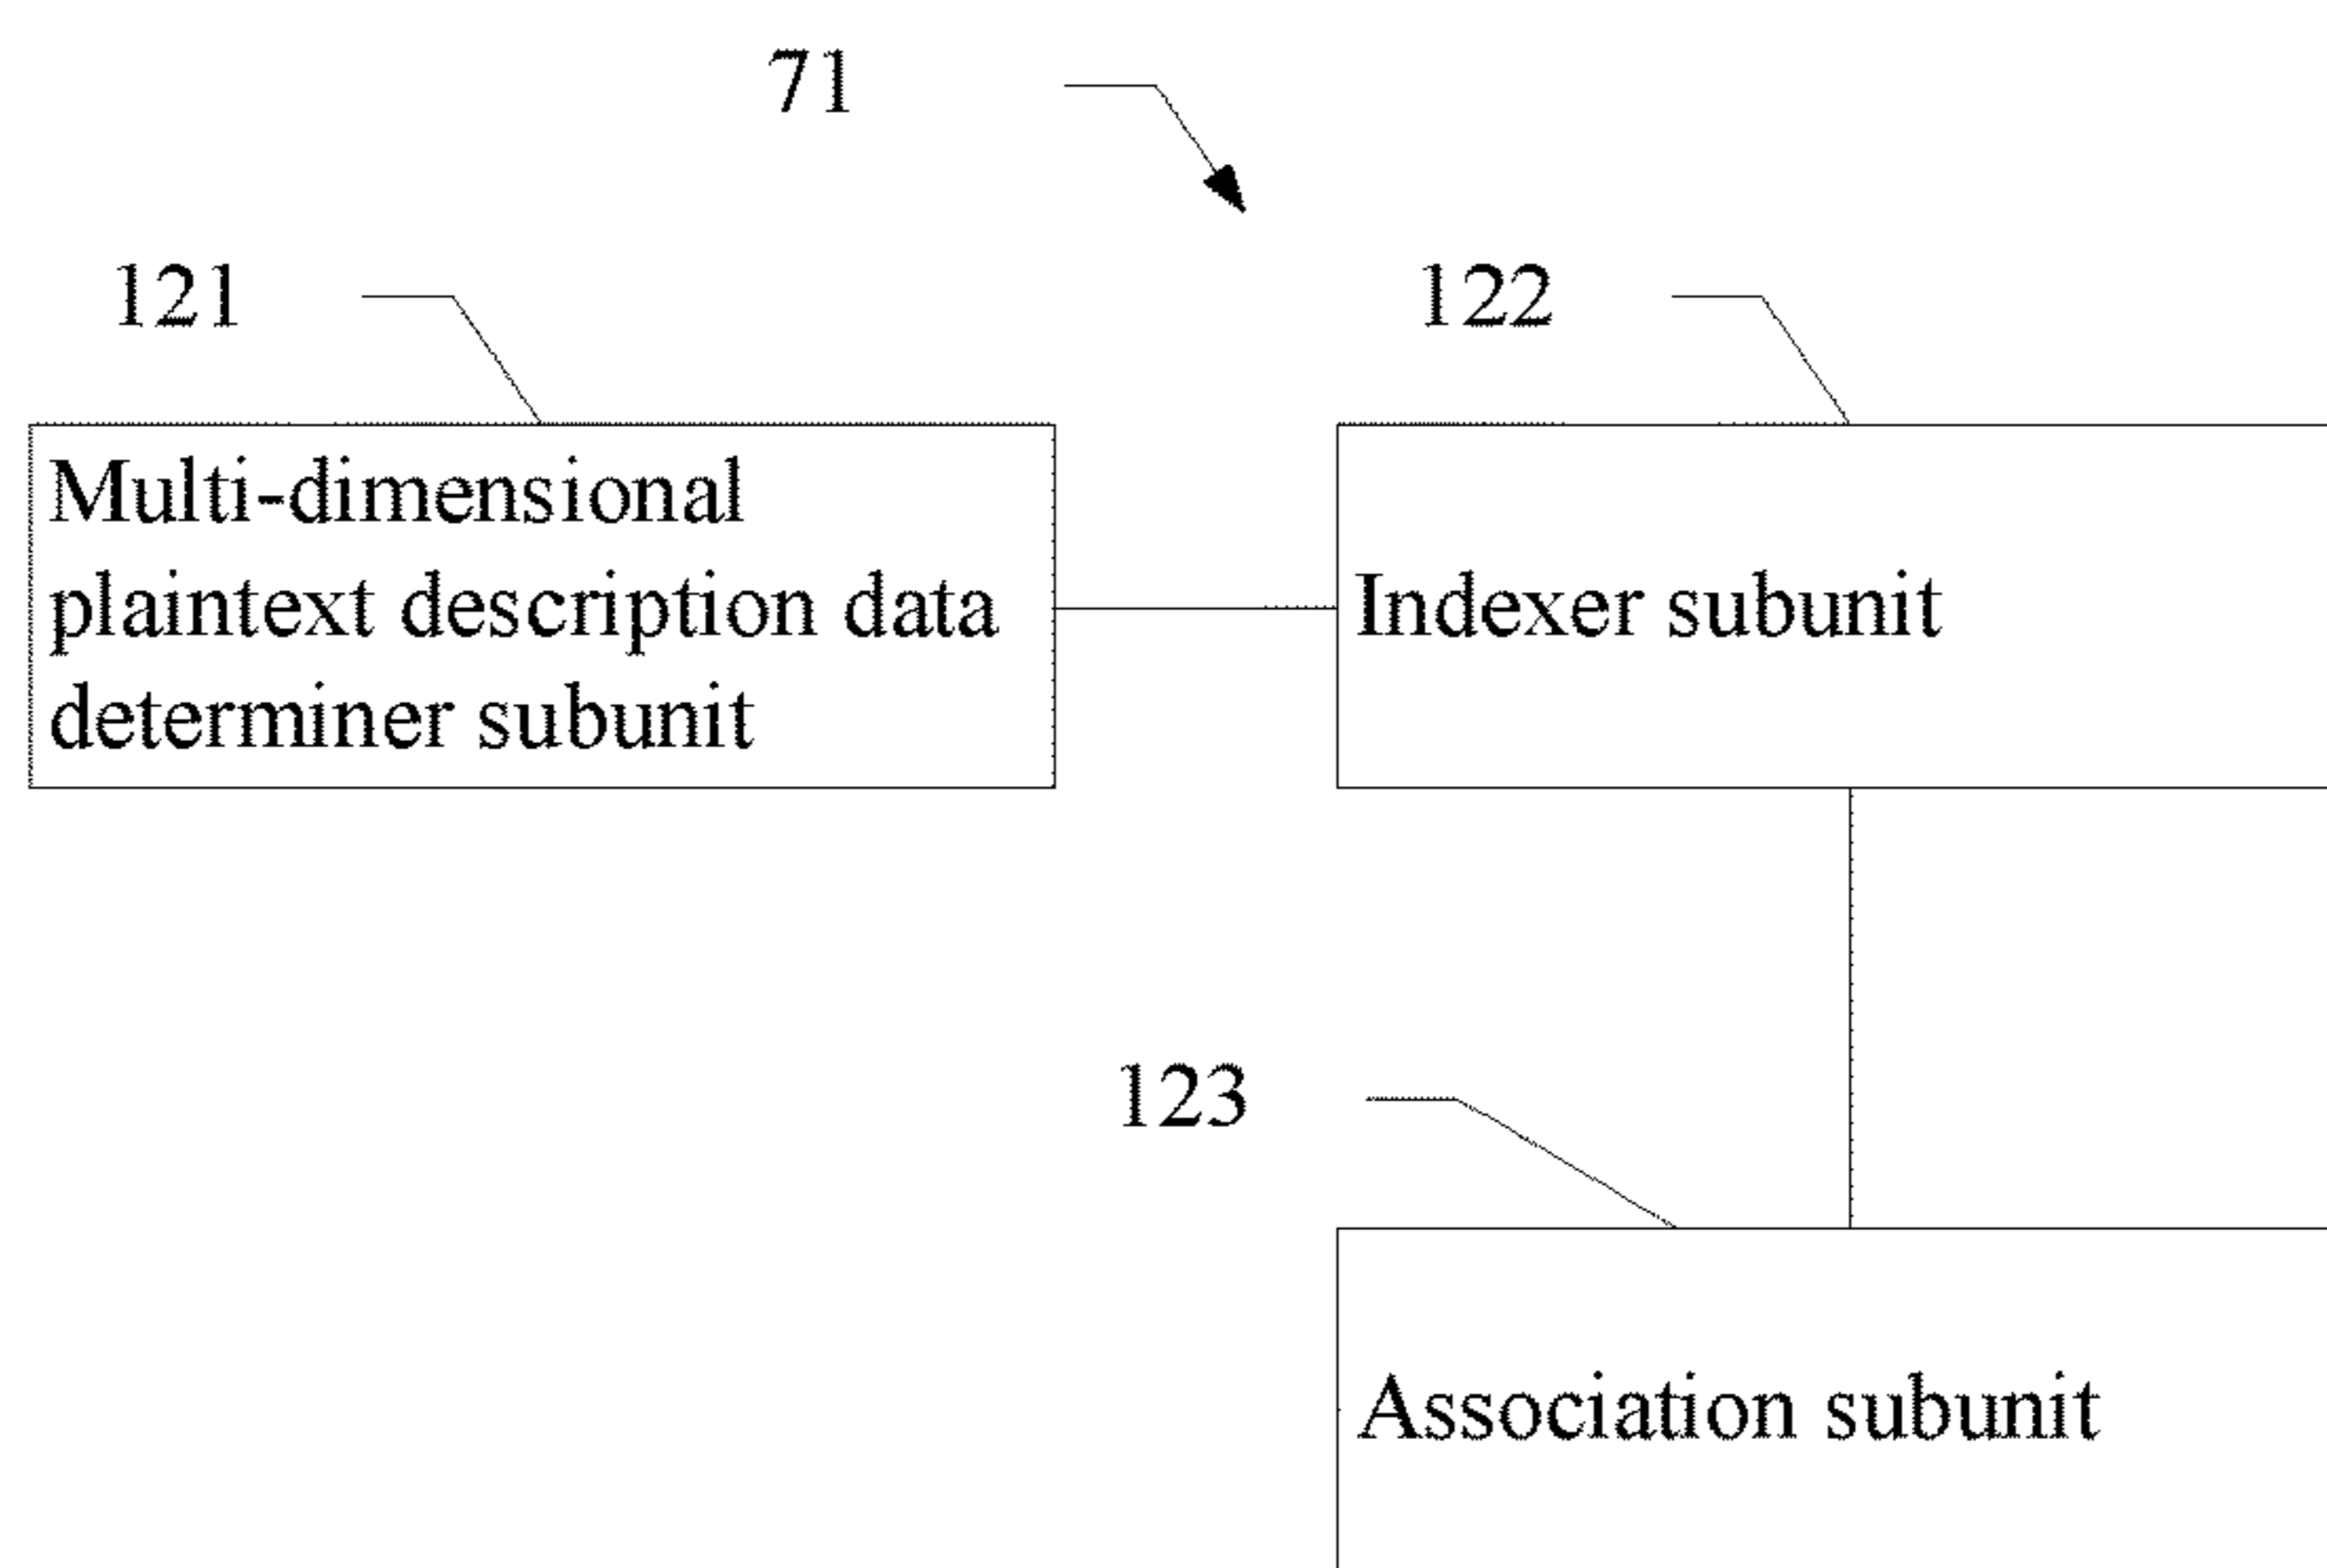 71
121
122
Multi-dimensional
plaintext description data
determiner subunit
Indexer subunit
123
Association subunit